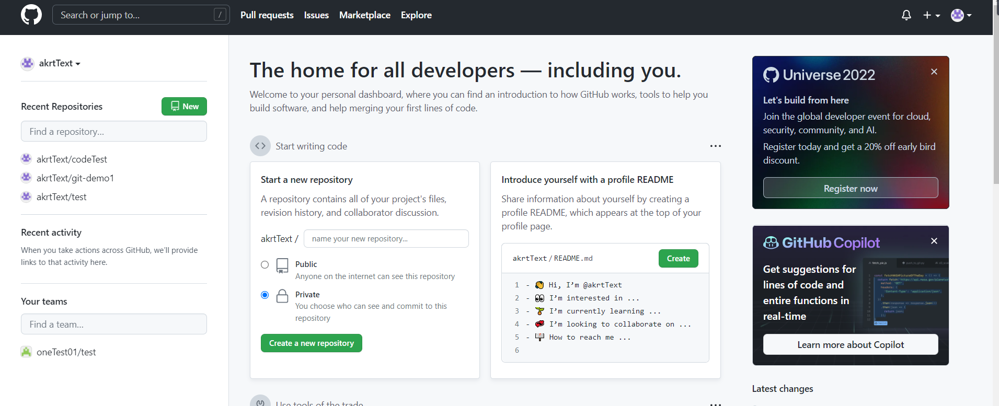 Search or jump to...
/
Pull requests
Issues
Marketplace
Explore
akrtText
Recent Repositories
New
Find a repository...
akrtText/codeTest
akrtText/git-demo1
akrtText/test
Recent activity
When you take actions across GitHub, we'll provide
links to that activity here.
Your teams
Find a team...
oneTest01/test
The home for all developers — including you.
Welcome to your personal dashboard, where you can find an introduction to how GitHub works, tools to help you
build software, and help merging your first lines of code.
Start writing code
Start a new repository
A repository contains all of your project's files,
revision history, and collaborator discussion.
akrtText /
name your new repository...
Public
Anyone on the internet can see this repository
Private
You choose who can see and commit to this
repository
Create a new repository
Introduce yourself with a profile README
Share information about yourself by creating a
profile README, which appears at the top of your
profile page.
akrtText / README.md
Create
1 - 👋 Hi, I'm @akrtText
2 - 👀 I'm interested in ...
3 - 🌱 I'm currently learning ...
4 - 💞️ I'm looking to collaborate on ...
5 - 📫 How to reach me ...
6
Use tools of the trade
Universe 2022
Let's build from here
Join the global developer event for cloud,
security, community, and AI.
Register today and get a 20% off early bird
discount.
Register now
GitHub Copilot
Get suggestions for
lines of code and
entire functions in
real-time
Learn more about Copilot
Latest changes